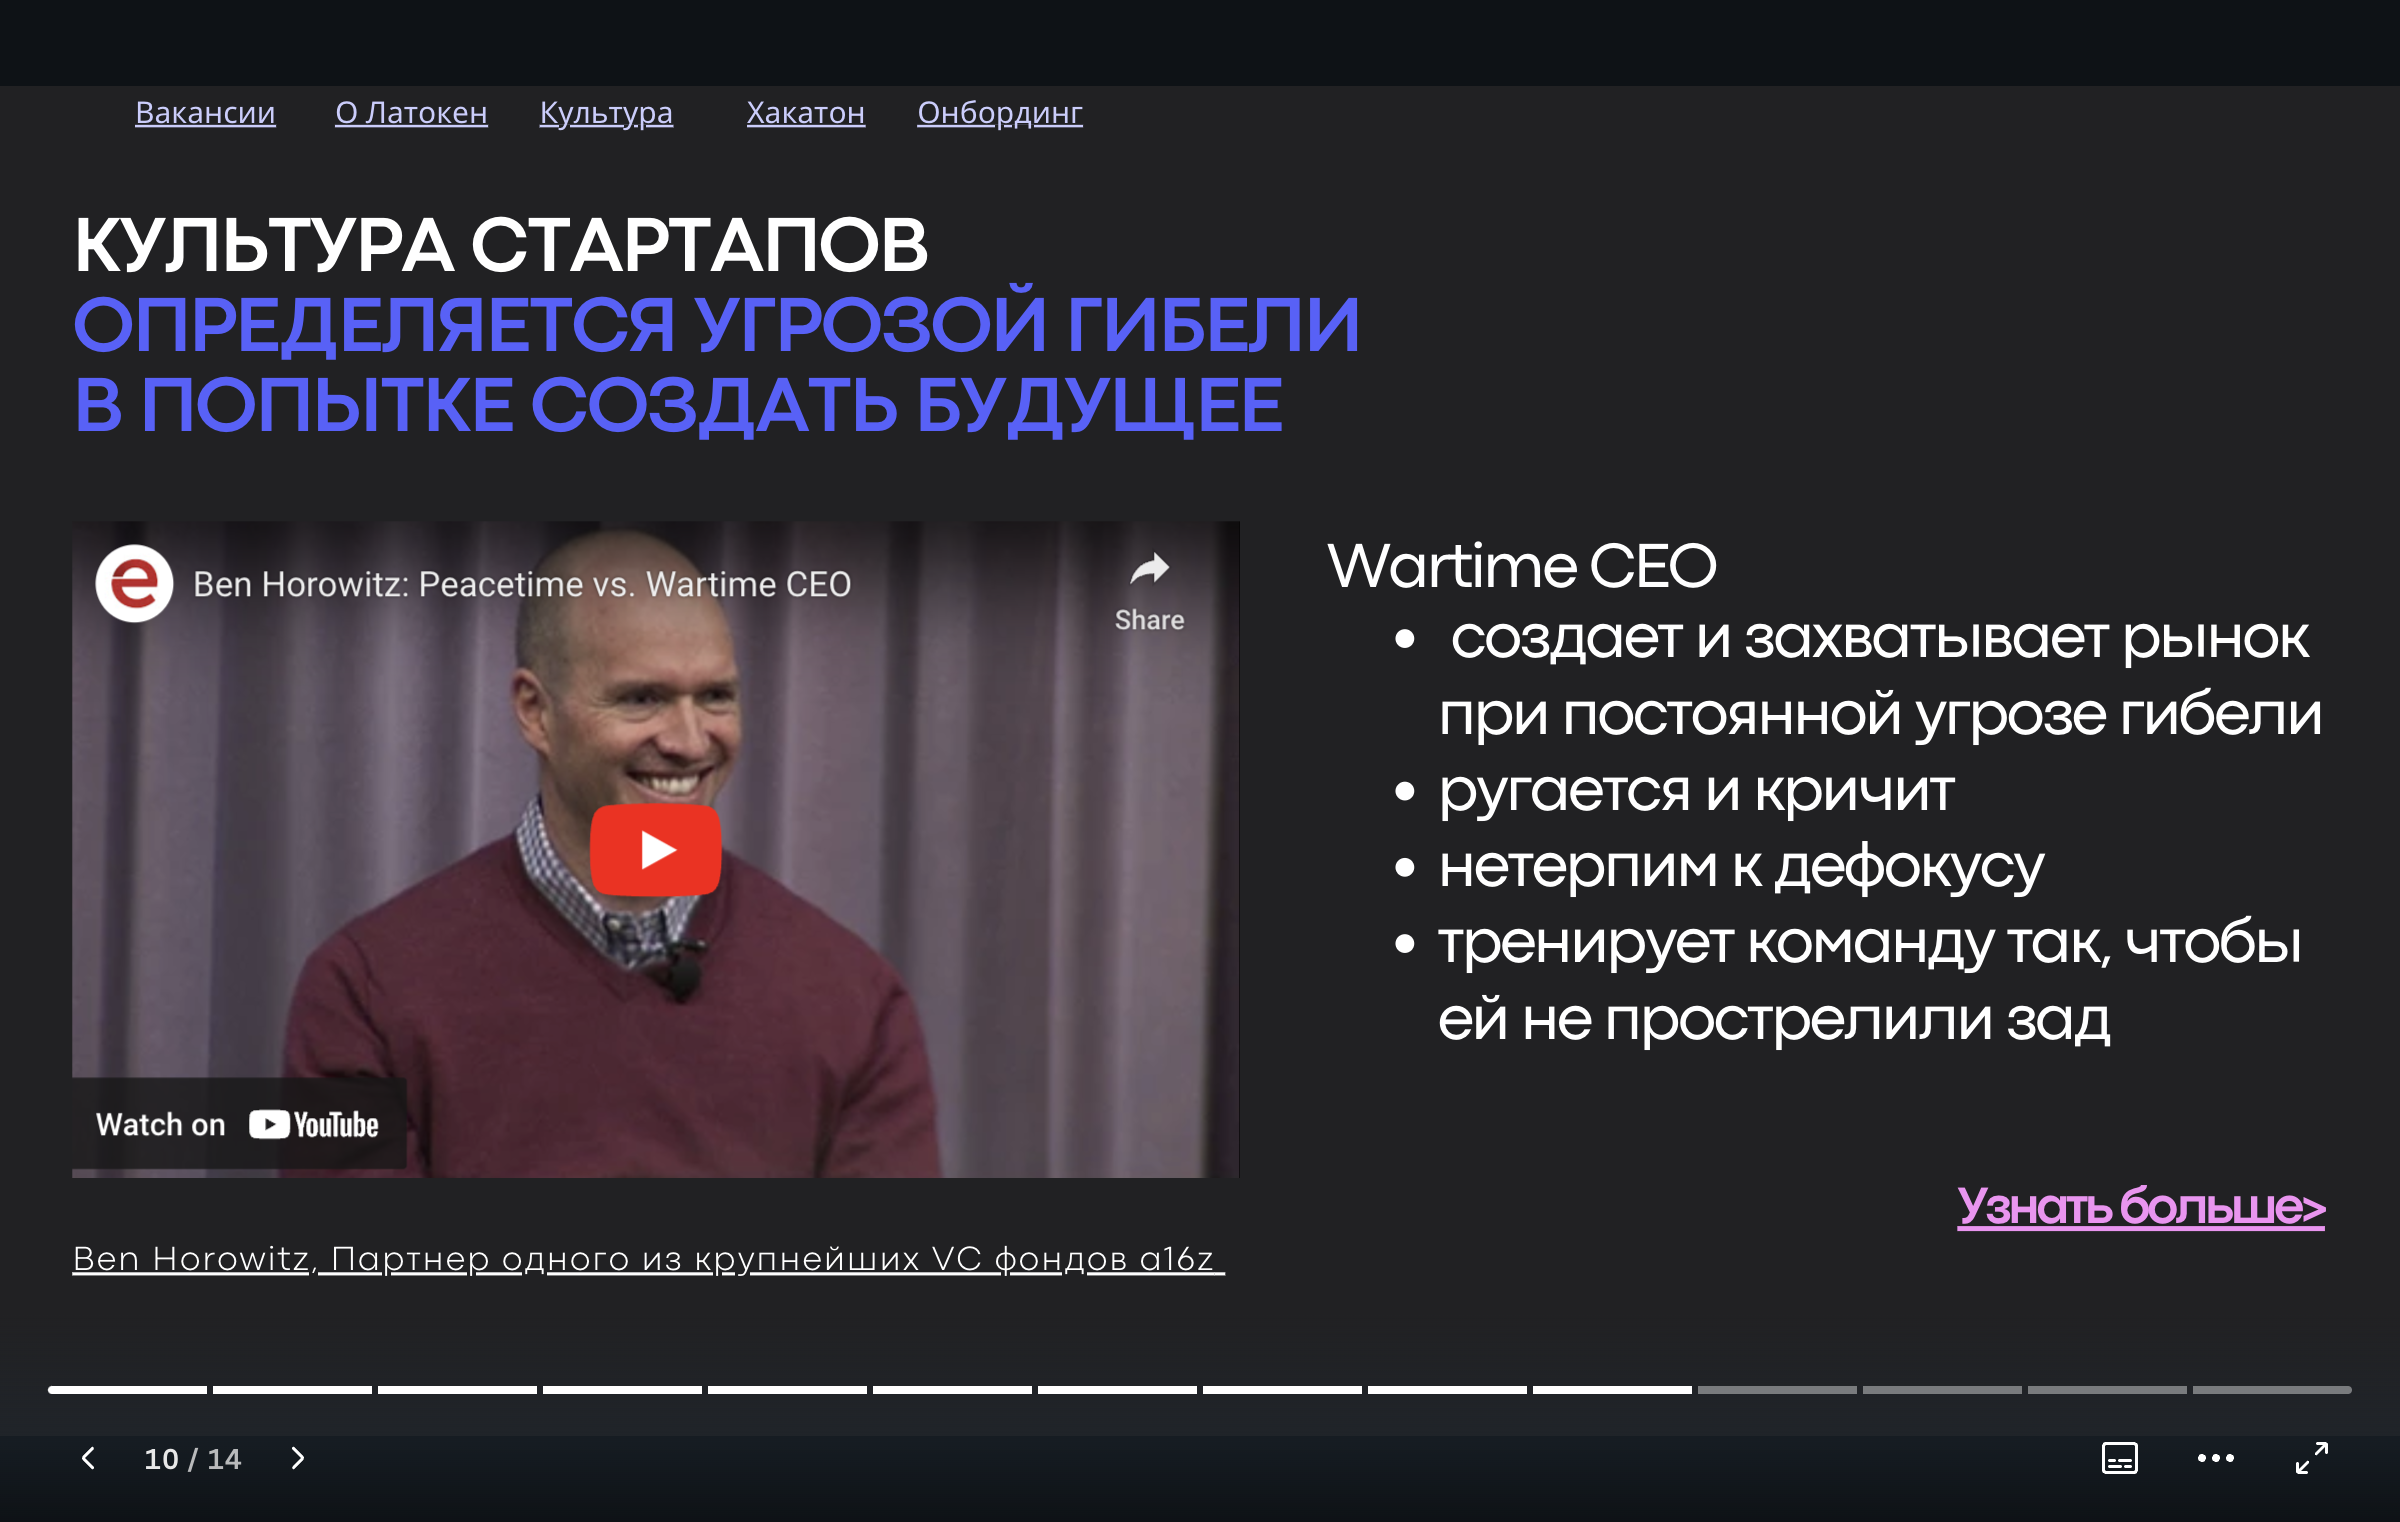 Вакансии О Латокен Культура Хакатон Онбординг
КУЛЬТУРА СТАРТАПОВ
ОПРЕДЕЛЯЕТСЯ УГРОЗОЙ ГИБЕЛИ
В ПОПЫТКЕ СОЗДАТЬ БУДУЩЕЕ
e
Ben Horowitz: Peacetime vs. Wartime CEO
Share
Watch on YouTube
Ben Horowitz, Партнер одного из крупнейших VC фондов a16z
Wartime CEO
• создает и захватывает рынок
при постоянной угрозе гибели
• ругается и кричит
• нетерпим к дефокусу
• тренирует команду так, чтобы
ей не прострелили зад
Узнать больше>
10 / 14